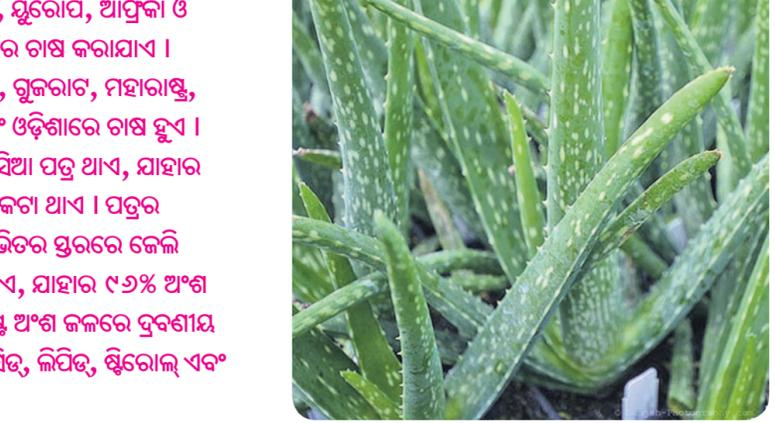 , ୟୁରୋପ, ଆଫ୍ରିକା ଓ
ର ଚାଷ କରାଯାଏ ।
, ଗୁଜରାଟ, ମହାରାଷ୍ଟ୍ର,
ଓଡ଼ିଶାରେ ଚାଷ ହୁଏ ।
ପତ୍ର ଥାଏ, ଯାହାର
କଟା ଥାଏ । ପତ୍ରର
ଭିତର ସ୍ତରରେ ଜେଲି
ଏ, ଯାହାର ୯୬% ଅଂଶ
ଅଂଶ ଜଳରେ ଦ୍ରବଣୀୟ
ଲିପିଡ୍, ଷ୍ଟିରୋଲ୍ ଏବଂ